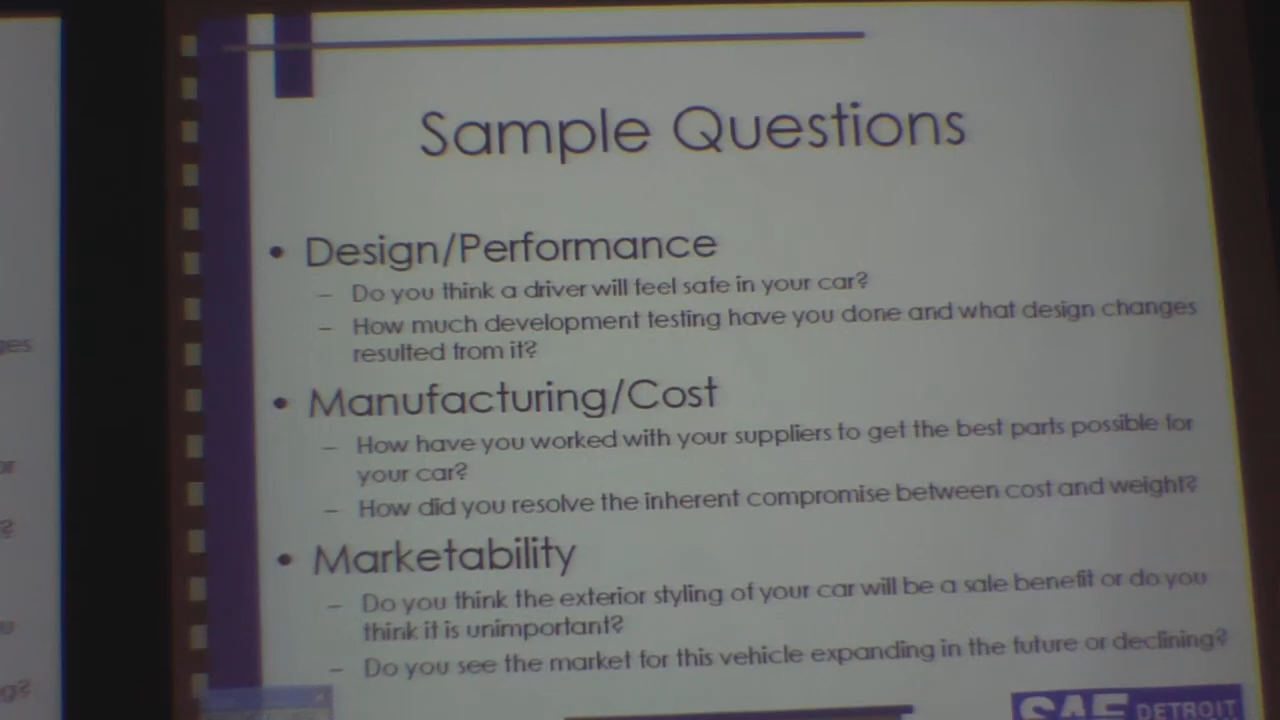 Sample Questions
• Design/Performance
– Do you think a driver will feel safe in your car?
– How much development testing have you done and what design changes
resulted from it?
• Manufacturing/Cost
– How have you worked with your suppliers to get the best parts possible for
your car?
– How did you resolve the inherent compromise between cost and weight?
• Marketability
– Do you think the exterior styling of your car will be a sale benefit or do you
think it is unimportant?
– Do you see the market for this vehicle expanding in the future or declining?
SAE DETROIT